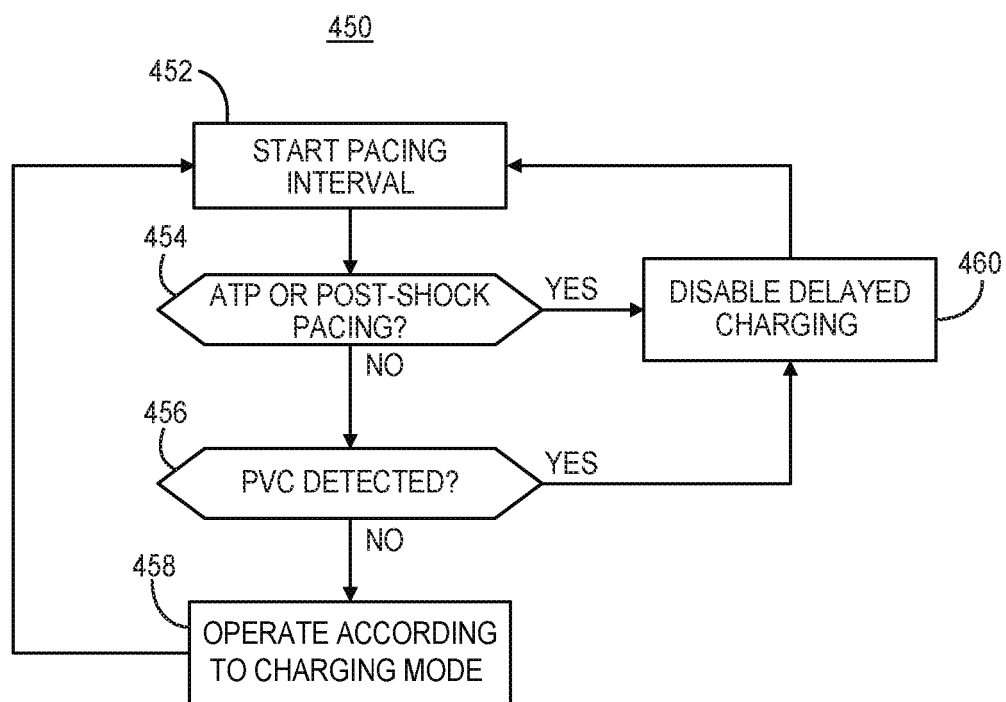 450
452
START PACING
INTERVAL
454
ATP OR POST-SHOCK
PACING?
YES
NO
DISABLE DELAYED
CHARGING
460
456
PVC DETECTED?
YES
NO
458
OPERATE ACCORDING
TO CHARGING MODE